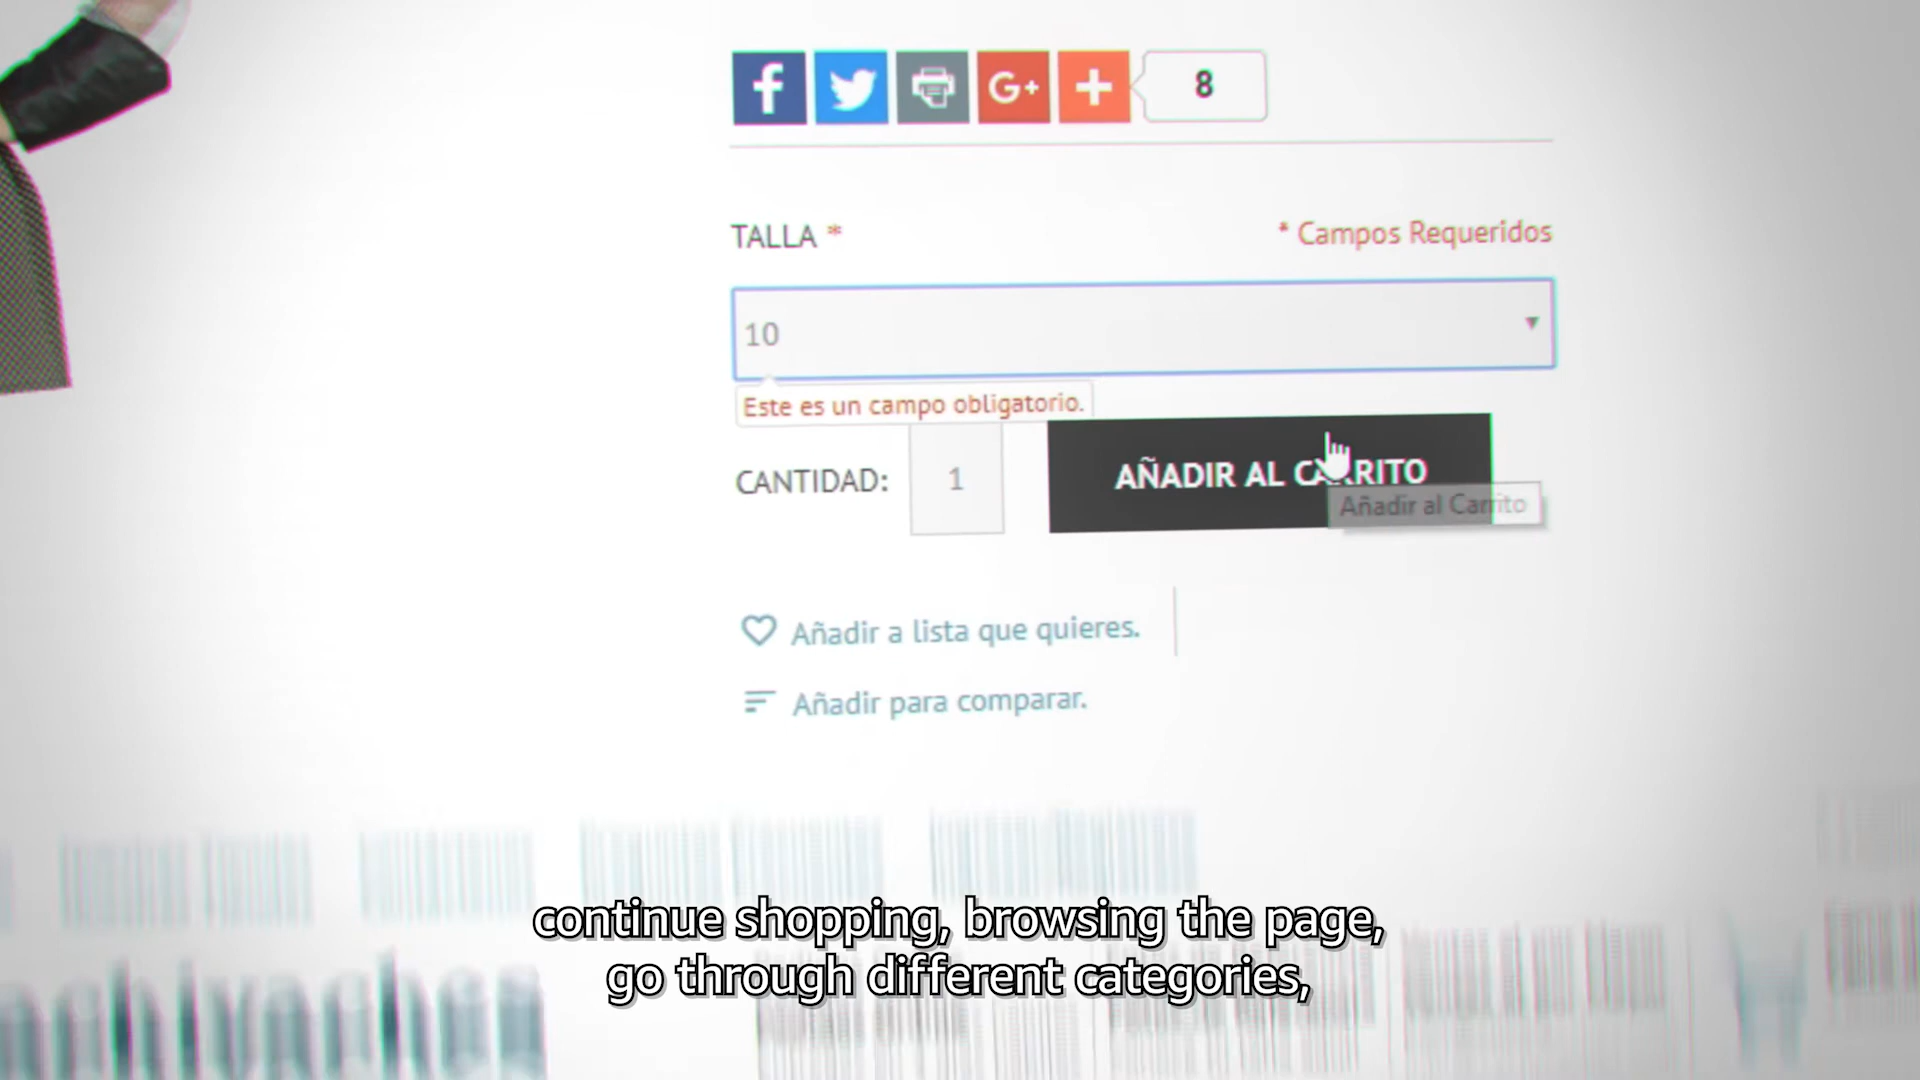 f G+ + 8
TALLA * * Campos Requeridos
10
Este es un campo obligatorio.
CANTIDAD: 1 AÑADIR AL CARRITO
Añadir al Carrito
Añadir a lista que quieres.
Añadir para comparar.
continue shopping, browsing the page,
go through different categories,